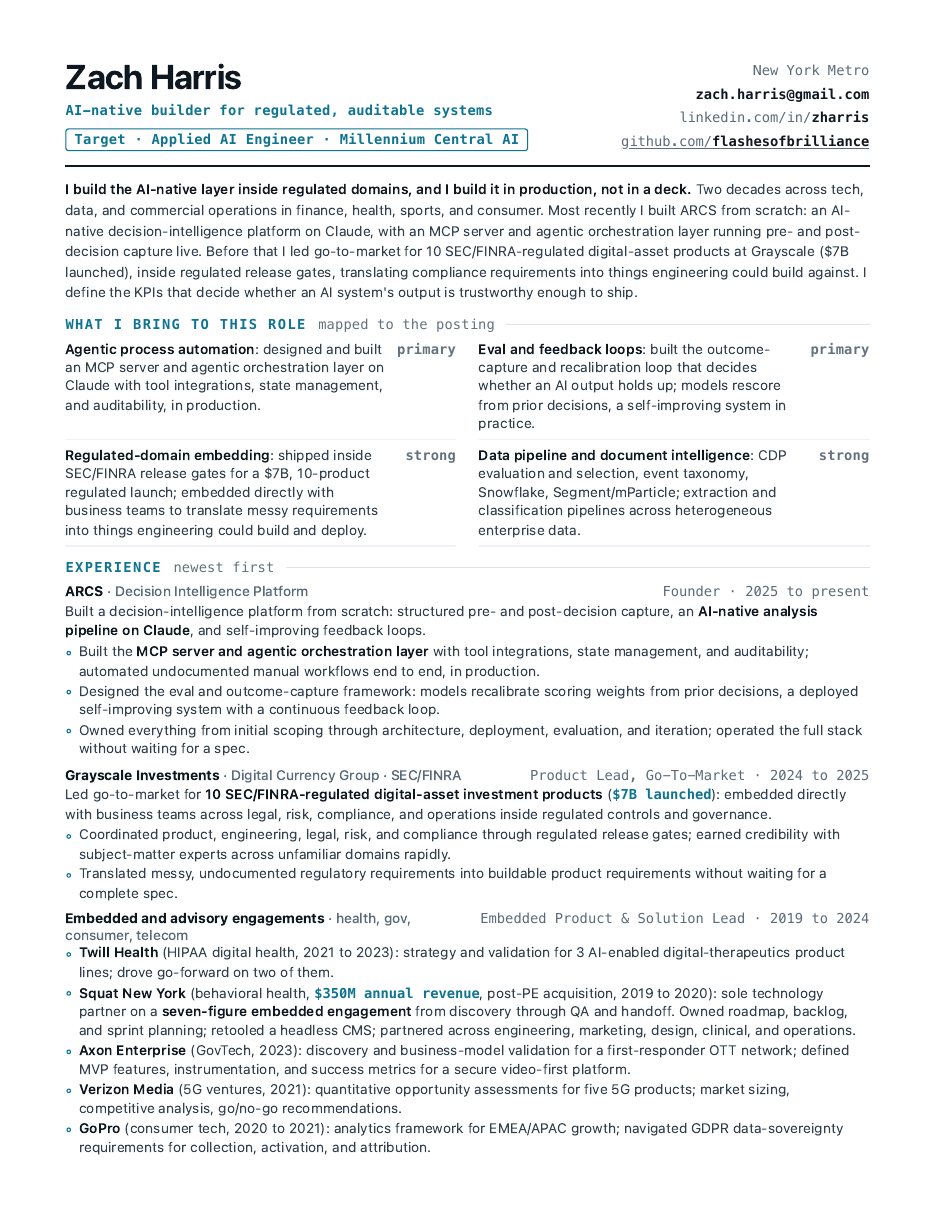 Zach Harris
AI-native builder for regulated, auditable systems
Target · Applied AI Engineer · Millennium Central AI
New York Metro
zach.harris@gmail.com
linkedin.com/in/zharris
github.com/flashesofbrilliance
I build the AI-native layer inside regulated domains, and I build it in production, not in a deck. Two decades across tech,
data, and commercial operations in finance, health, sports, and consumer. Most recently I built ARCS from scratch: an AI-
native decision-intelligence platform on Claude, with an MCP server and agentic orchestration layer running pre- and post-
decision capture live. Before that I led go-to-market for 10 SEC/FINRA-regulated digital-asset products at Grayscale ($7B
launched), inside regulated release gates, translating compliance requirements into things engineering could build against. I
define the KPIs that decide whether an AI system's output is trustworthy enough to ship.
WHAT I BRING TO THIS ROLE mapped to the posting
Agentic process automation: designed and built primary
an MCP server and agentic orchestration layer on
Claude with tool integrations, state management,
and auditability, in production.
Eval and feedback loops: built the outcome- primary
capture and recalibration loop that decides
whether an AI output holds up; models rescore
from prior decisions, a self-improving system in
practice.
Regulated-domain embedding: shipped inside strong
SEC/FINRA release gates for a $7B, 10-product
regulated launch; embedded directly with
business teams to translate messy requirements
into things engineering could build and deploy.
Data pipeline and document intelligence: CDP strong
evaluation and selection, event taxonomy,
Snowflake, Segment/mParticle; extraction and
classification pipelines across heterogeneous
enterprise data.
EXPERIENCE newest first
ARCS · Decision Intelligence Platform Founder · 2025 to present
Built a decision-intelligence platform from scratch: structured pre- and post-decision capture, an AI-native analysis
pipeline on Claude, and self-improving feedback loops.
Built the MCP server and agentic orchestration layer with tool integrations, state management, and auditability;
automated undocumented manual workflows end to end, in production.
Designed the eval and outcome-capture framework: models recalibrate scoring weights from prior decisions, a deployed
self-improving system with a continuous feedback loop.
Owned everything from initial scoping through architecture, deployment, evaluation, and iteration; operated the full stack
without waiting for a spec.
Grayscale Investments · Digital Currency Group · SEC/FINRA Product Lead, Go-To-Market · 2024 to 2025
Led go-to-market for 10 SEC/FINRA-regulated digital-asset investment products ($7B launched): embedded directly
with business teams across legal, risk, compliance, and operations inside regulated controls and governance.
Coordinated product, engineering, legal, risk, and compliance through regulated release gates; earned credibility with
subject-matter experts across unfamiliar domains rapidly.
Translated messy, undocumented regulatory requirements into buildable product requirements without waiting for a
complete spec.
Embedded and advisory engagements · health, gov, Embedded Product & Solution Lead · 2019 to 2024
consumer, telecom
Twill Health (HIPAA digital health, 2021 to 2023): strategy and validation for 3 AI-enabled digital-therapeutics product
lines; drove go-forward on two of them.
Squat New York (behavioral health, $350M annual revenue, post-PE acquisition, 2019 to 2020): sole technology
partner on a seven-figure embedded engagement from discovery through QA and handoff. Owned roadmap, backlog,
and sprint planning; retooled a headless CMS; partnered across engineering, marketing, design, clinical, and operations.
Axon Enterprise (GovTech, 2023): discovery and business-model validation for a first-responder OTT network; defined
MVP features, instrumentation, and success metrics for a secure video-first platform.
Verizon Media (5G ventures, 2021): quantitative opportunity assessments for five 5G products; market sizing,
competitive analysis, go/no-go recommendations.
GoPro (consumer tech, 2020 to 2021): analytics framework for EMEA/APAC growth; navigated GDPR data-sovereignty
requirements for collection, activation, and attribution.